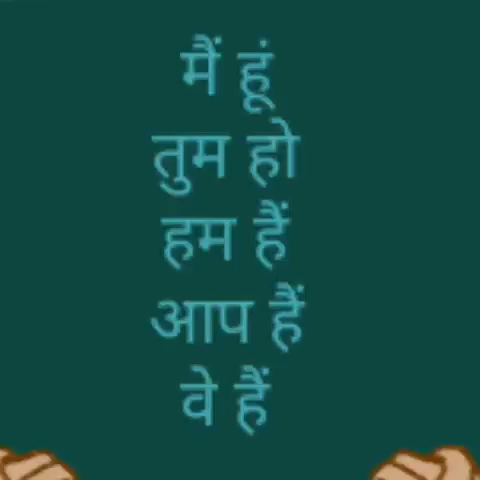 मैं हूं
तुम हो
हम हैं
आप हैं
वे हैं